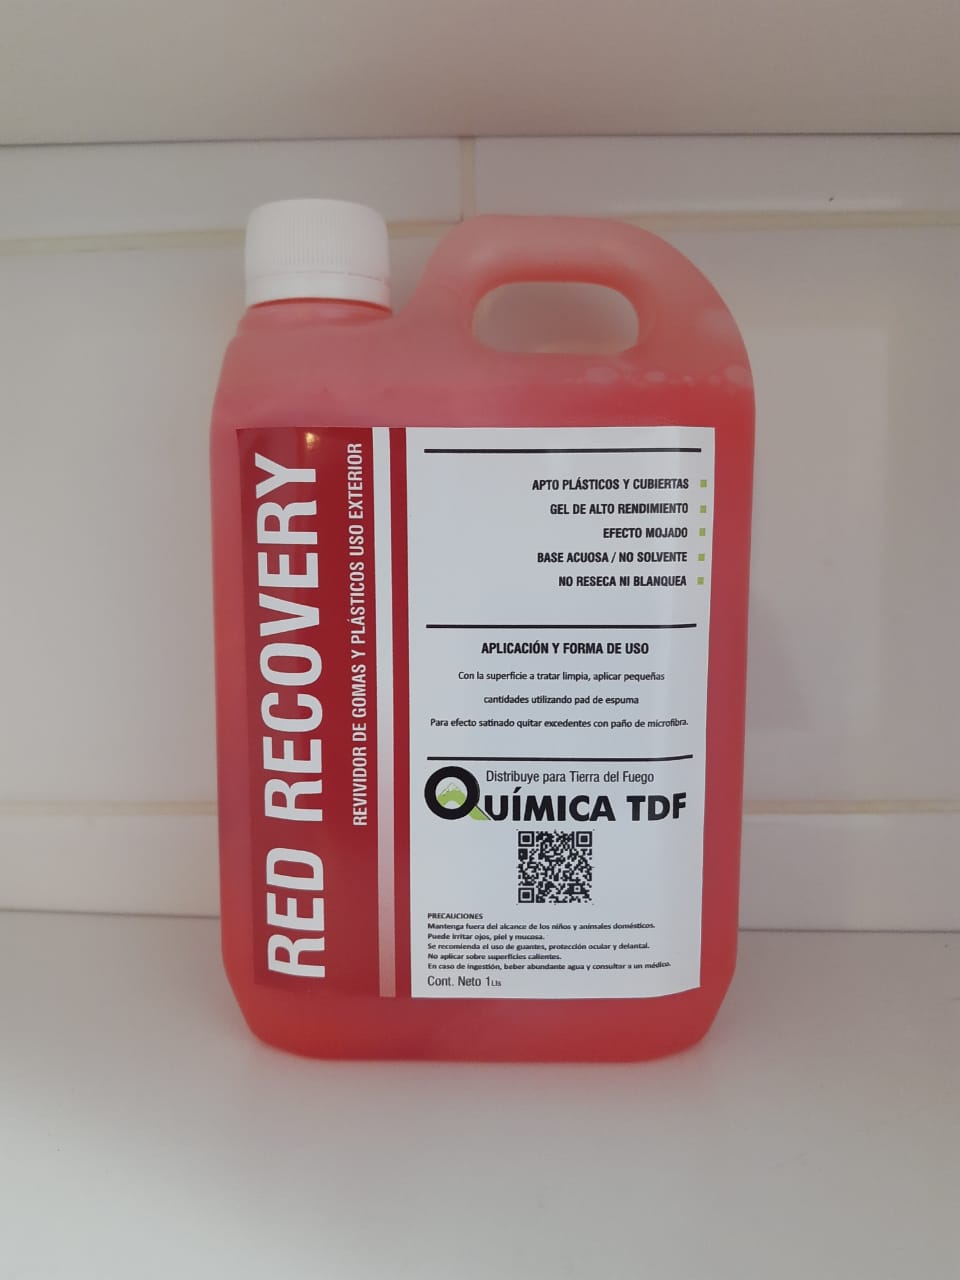 RED RECOVERY
REVIVIDOR DE GOMAS Y PLÁSTICOS USO EXTERIOR
APTO PLÁSTICOS Y CUBIERTAS
GEL DE ALTO RENDIMIENTO
EFECTO MOJADO
BASE ACUOSA / NO SOLVENTE
NO RESECA NI BLANQUEA
APLICACIÓN Y FORMA DE USO
Con la superficie a tratar limpia, aplicar pequeñas
cantidades utilizando pad de espuma
Para efecto satinado quitar excedentes con paño de microfibra.
Distribuye para Tierra del Fuego
QUÍMICA TDF
PRECAUCIONES
Mantenga fuera del alcance de los niños y animales domésticos.
Puede irritar ojos, piel y mucosa.
Se recomienda el uso de guantes, protección ocular y delantal.
No aplicar sobre superficies calientes.
En caso de ingestión, beber abundante agua y consultar a un médico.
Cont. Neto 1Lts